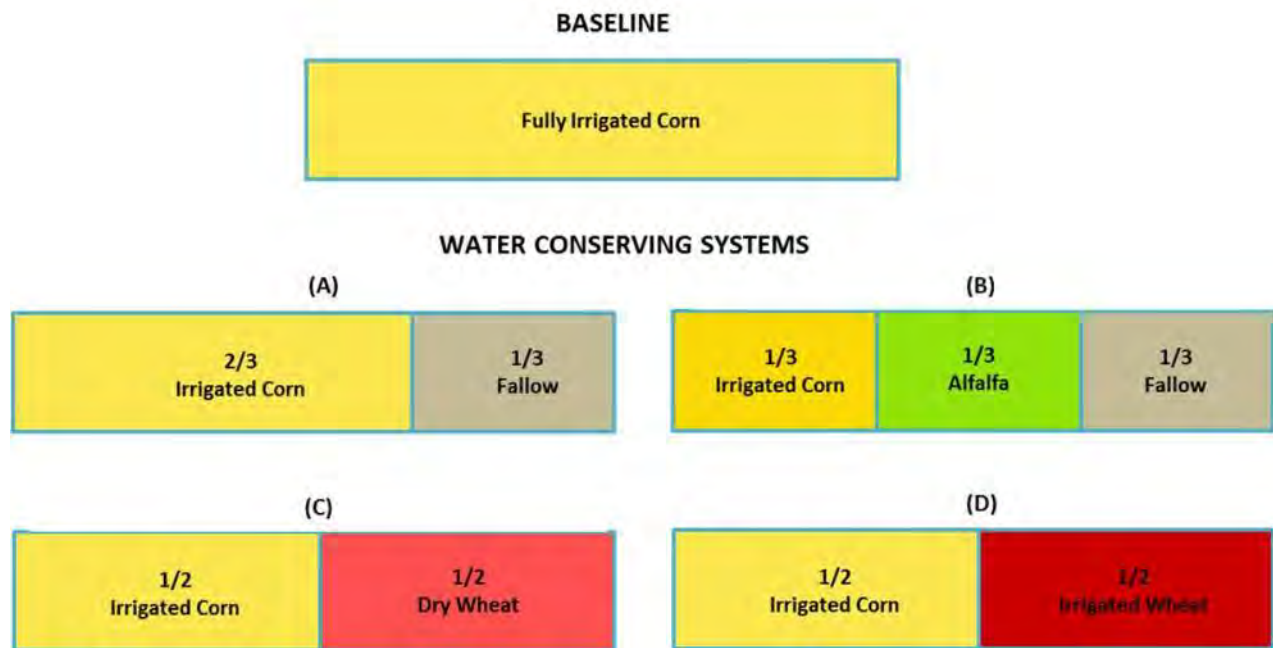 BASELINE
Fully Irrigated Corn
WATER CONSERVING SYSTEMS
(A)
2/3
Irrigated Corn
1/3
Fallow
(B)
1/3
Irrigated Corn
1/3
Alfalfa
1/3
Fallow
(C)
1/2
Irrigated Corn
1/2
Dry Wheat
(D)
1/2
Irrigated Corn
1/2
Irrigated Wheat